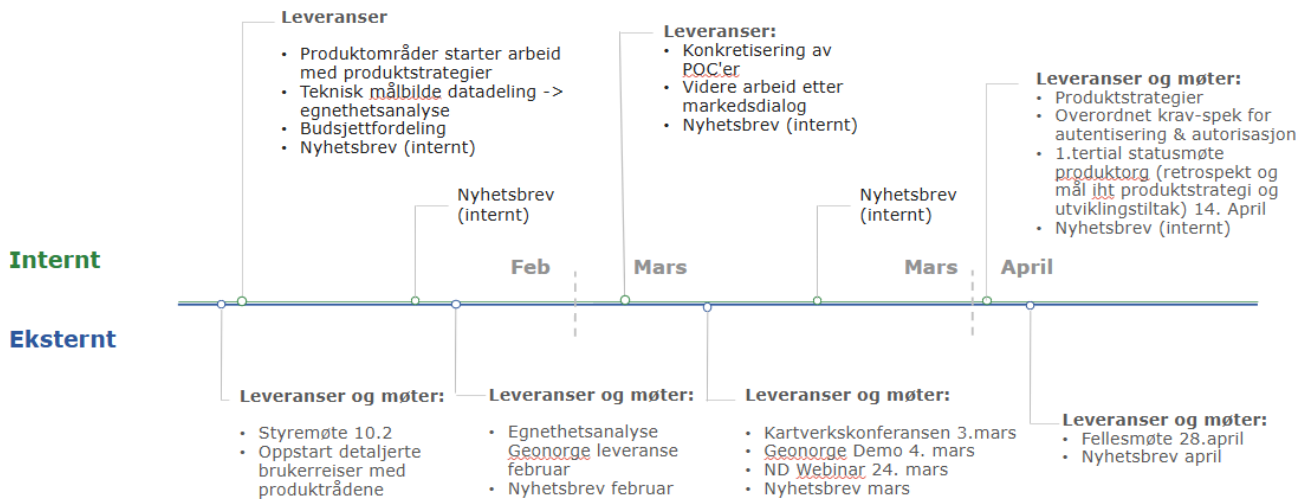 Leveranser
• Produktområder starter arbeid
med produktstrategier
• Teknisk målbilde datadeling ->
egnethetsanalyse
• Budsjettfordeling
• Nyhetsbrev (internt)
Leveranser:
• Konkretisering av
POC'er
• Videre arbeid etter
markedsdialog
• Nyhetsbrev (internt)
Leveranser og møter:
• Produktstrategier
• Overordnet krav-spek for
autentisering & autorisasjon
• 1.tertial statusmøte
produktorg (retrospekt og
mål iht produktstrategi og
utviklingstiltak) 14. April
• Nyhetsbrev (internt)
Nyhetsbrev
(internt)
Nyhetsbrev
(internt)
Internt
Feb
Mars
Mars
April
Eksternt
Leveranser og møter:
• Styremøte 10.2
• Oppstart detaljerte
brukerreiser med
produktrådene
Leveranser og møter:
• Egnethetsanalyse
Geonorge leveranse
februar
• Nyhetsbrev februar
Leveranser og møter:
• Kartverkskonferansen 3.mars
• Geonorge Demo 4. mars
• ND Webinar 24. mars
• Nyhetsbrev mars
Leveranser og møter:
• Fellesmøte 28.april
• Nyhetsbrev april